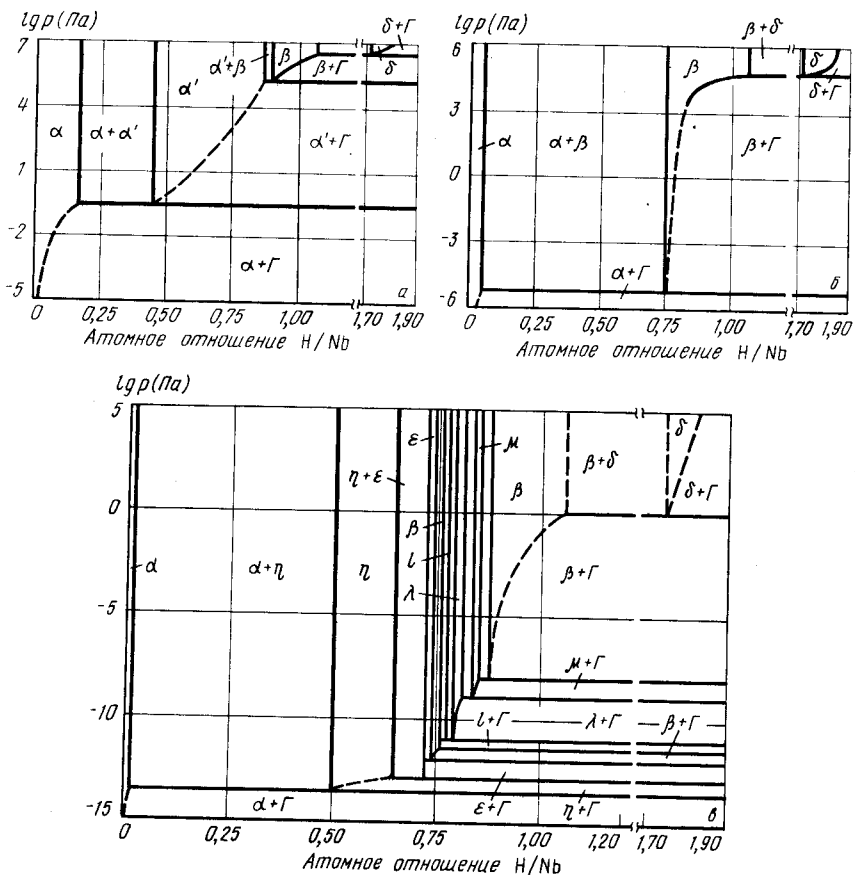 lg p(Па)
7
4
1
-2
-5
α
α + α'
α'
α'+β
β
β+Γ
δ+Γ
δ
α'+Γ
α+Γ
а
0
0,25
0,50
0,75
1,00
1,70
1,90
Атомное отношение H/Nb
lg p(Па)
6
3
0
-3
-6
α
α+β
β
β+δ
δ
δ+Γ
β+Γ
α+Γ
б
0
0,25
0,50
0,75
1,00
1,70
1,90
Атомное отношение H/Nb
lg p(Па)
5
0
-5
-10
-15
α
α+η
η+ε
η
ε
β
l
λ
μ
β
β+δ
δ
δ+Γ
β+Γ
μ+Γ
l+Γ
λ+Γ
β+Γ
α+Γ
ε+Γ
η+Γ
в
0
0,25
0,50
0,75
1,00
1,20
1,70
1,90
Атомное отношение H/Nb